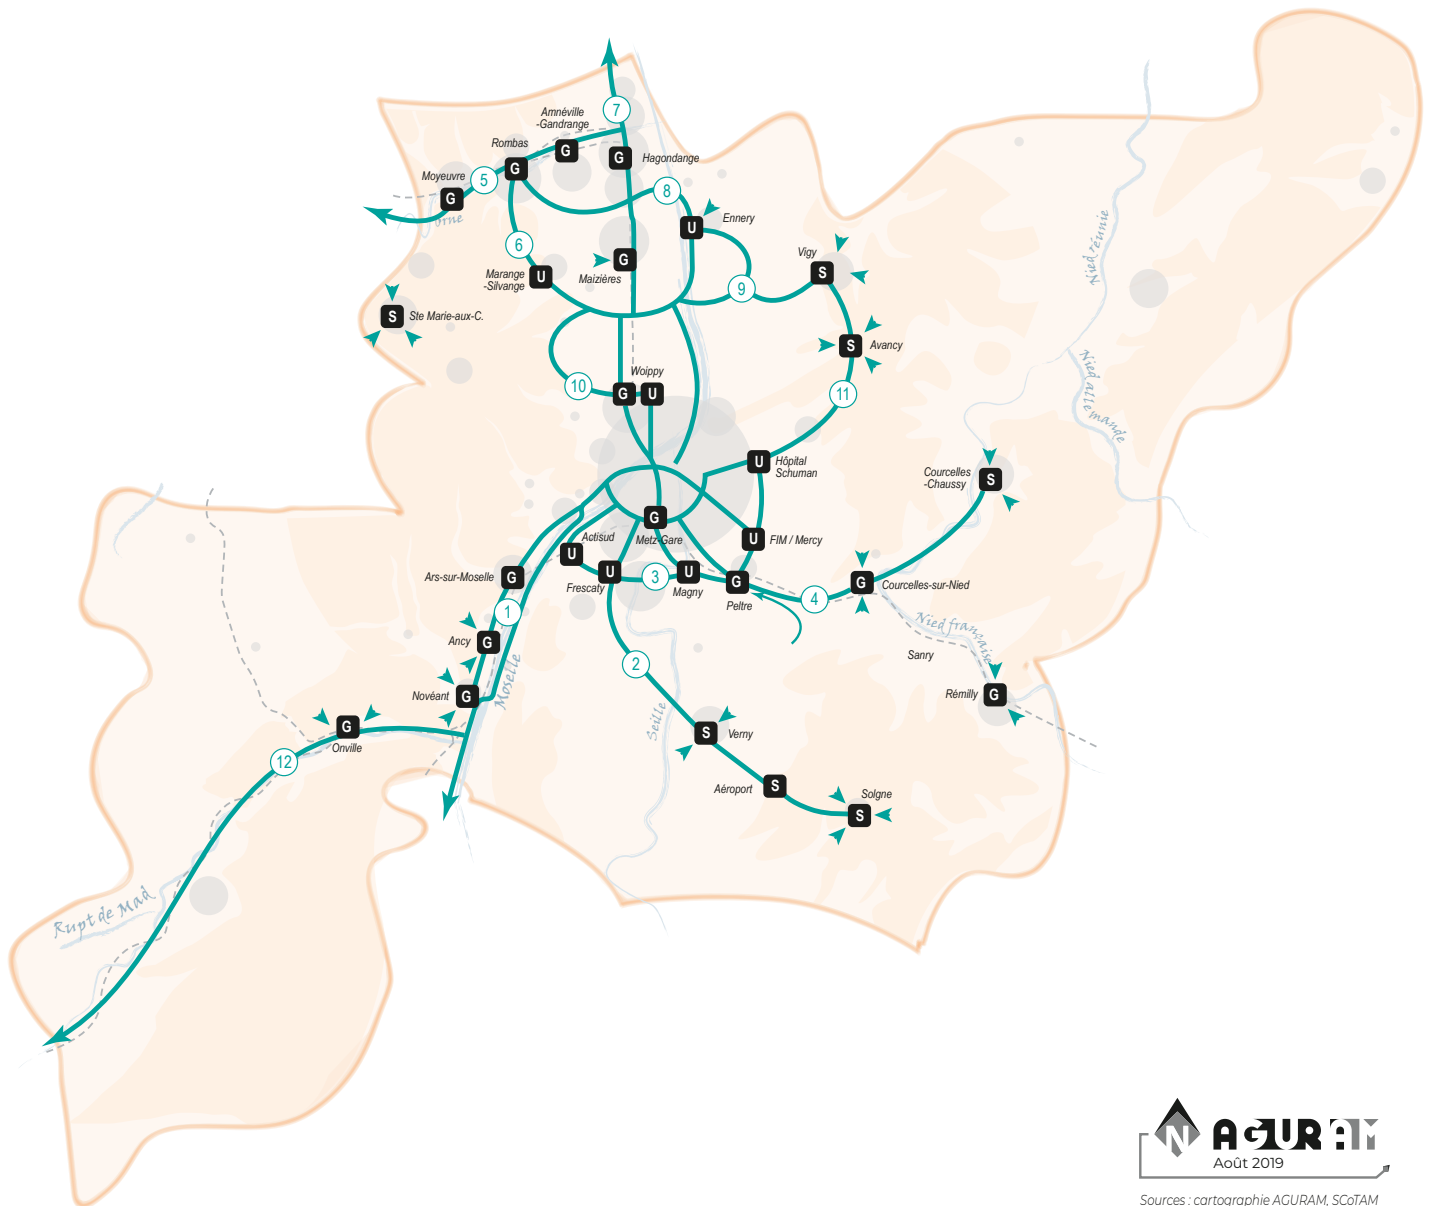 7
Amnéville
-Gandrange
Rombas
G
G
G
Hagondange
Moyeuvre
5
G
8
Orne
U
Ennery
6
Vigy
Marange
-Silvange
U
G
Maizières
S
9
S
Ste Marie-aux-C.
S
Avancy
Woippy
10
G
U
11
U
Hôpital
Schuman
Courcelles
-Chaussy
S
Nied réunie
Nied allemande
G
Actisud
Metz-Gare
U
FIM / Mercy
U
Ars-sur-Moselle
G
Frescaty
U
3
U
Magny
G
Peltre
4
G
Courcelles-sur-Nied
1
Ancy
G
Nied française
Sanry
2
Novéant
G
Moselle
Rémilly
G
Seille
G
Onville
S
Verny
12
Aéroport
S
Solgne
S
Rupt de Mad
N
AGURAM
Août 2019
Sources : cartographie AGURAM, SCoTAM